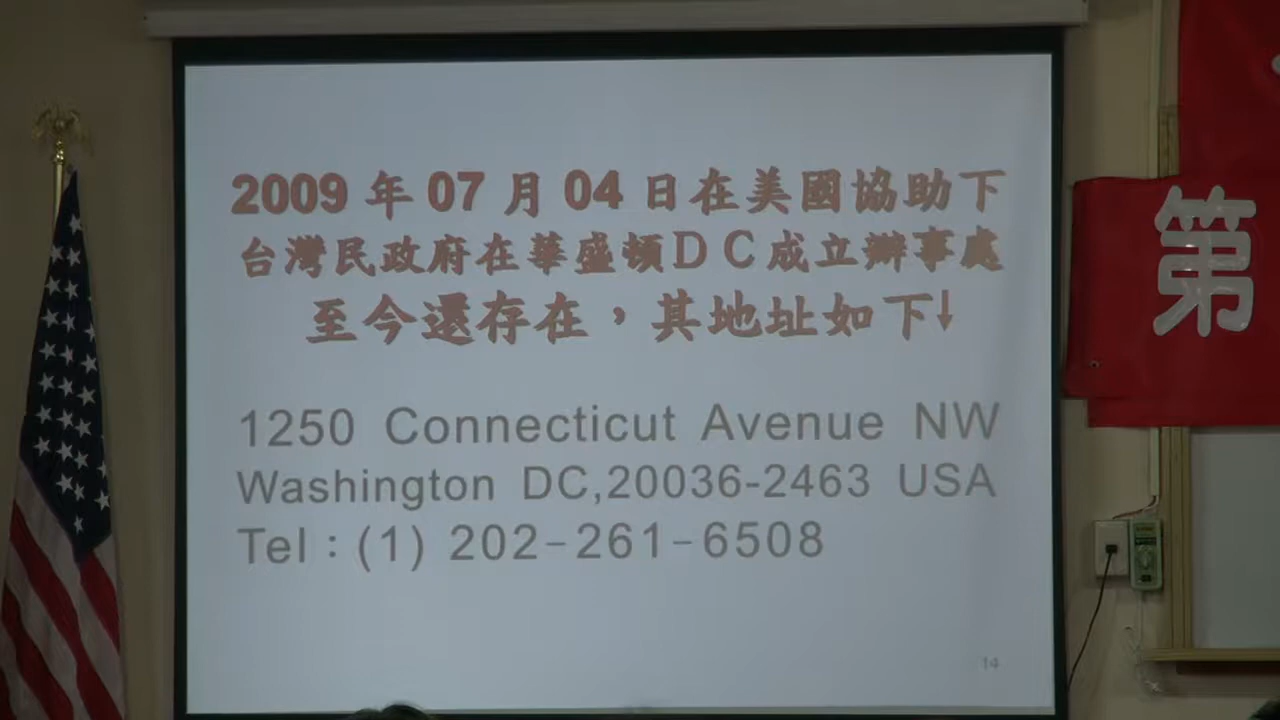 2009 年 07 月 04 日在美國協助下
台灣民政府在華盛頓ＤＣ成立辦事處
至今還存在，其地址如下↓
1250 Connecticut Avenue NW
Washington DC,20036-2463 USA
Tel：(1) 202-261-6508
14
第